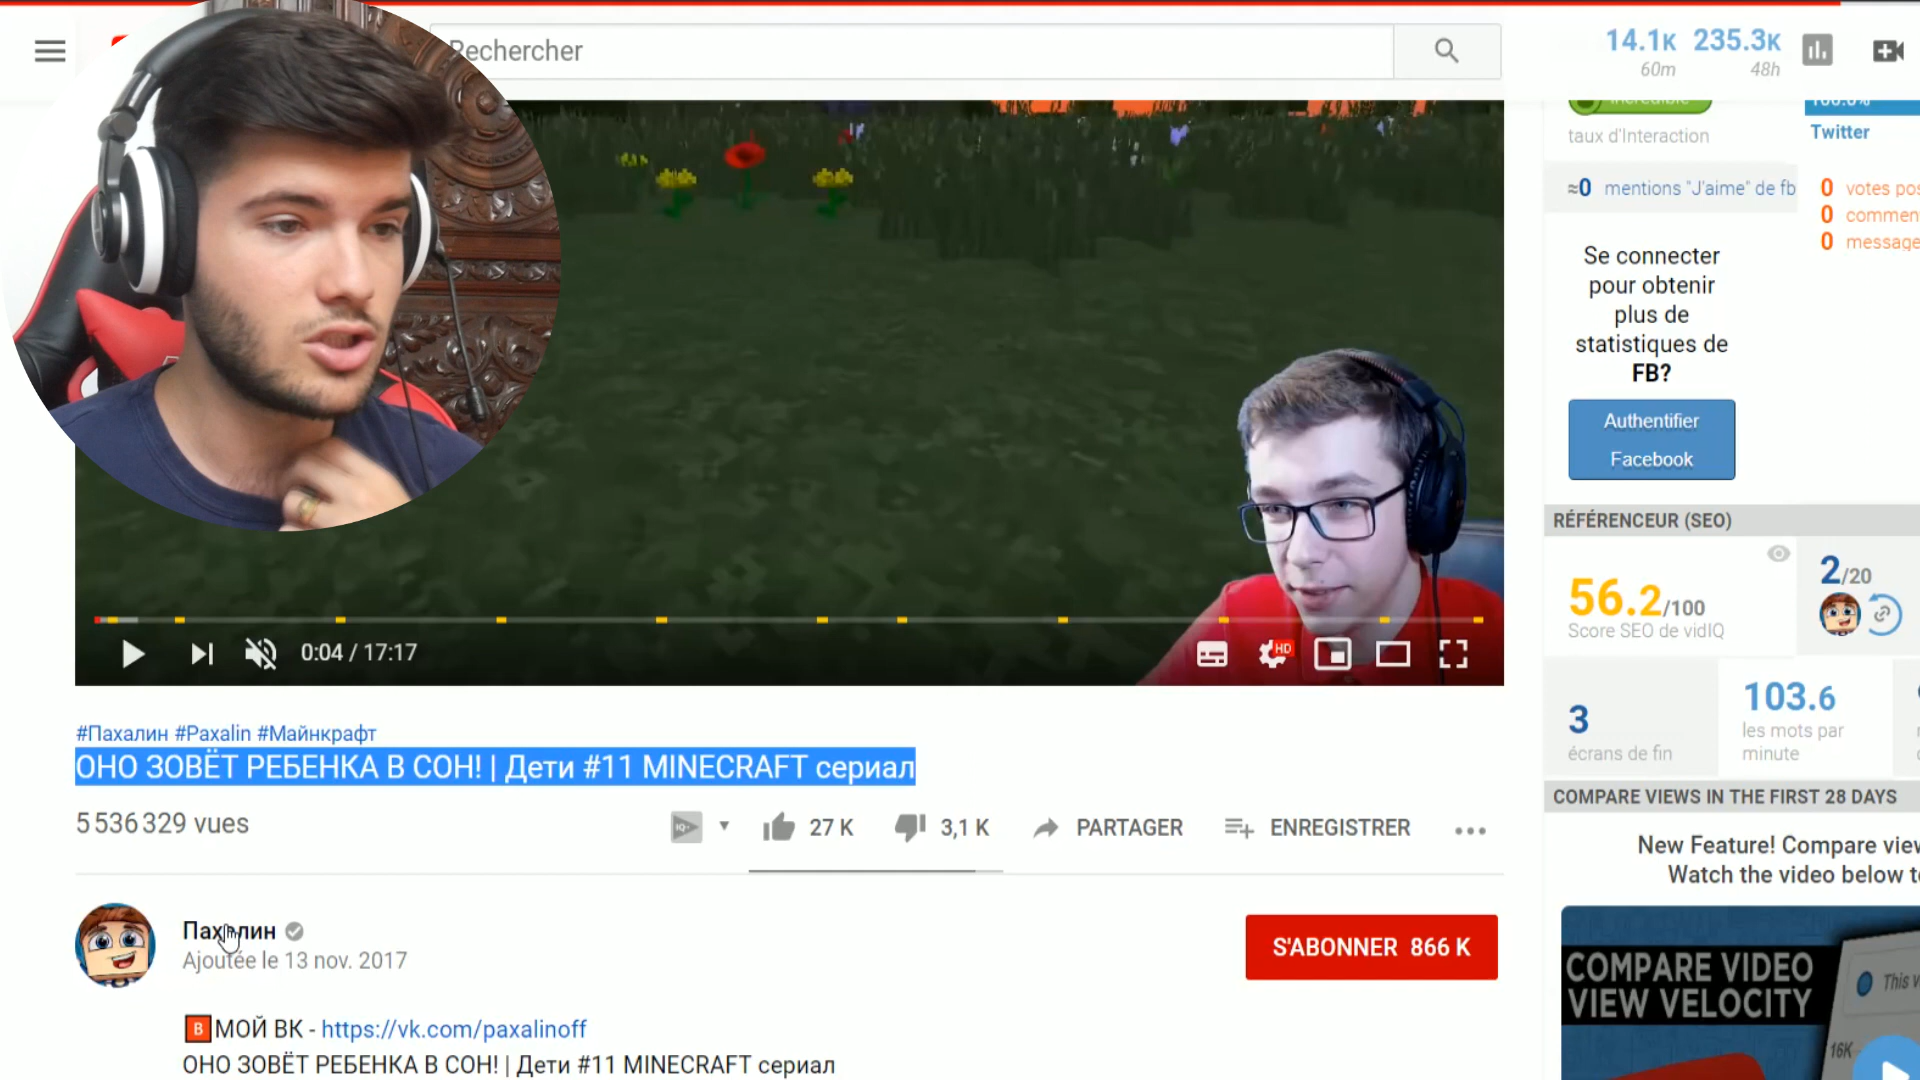 Rechercher
14.1K 235.3K
60m 48h
taux d'Interaction
Twitter
≈0 mentions "J'aime" de fb
0 votes
0
0
Se connecter
pour obtenir
plus de
statistiques de
FB?
Authentifier
Facebook
HD
0:04 / 17:17
RÉFÉRENCEUR (SEO)
56.2/100
Score SEO de vidIQ
2/20
3
écrans de fin
103.6
les mots par
minute
COMPARE VIEWS IN THE FIRST 28 DAYS
New Feature! Compare
Watch the video below
COMPARE VIDEO
VIEW VELOCITY
This
16K
#Пахалин #Paxalin #Майнкрафт
ОНО ЗОВЁТ РЕБЕНКА В СОН! | Дети #11 MINECRAFT сериал
5 536 329 vues
IQ
27 K
3,1 K
PARTAGER
ENREGISTRER
Пахалин
Ajoutée le 13 nov. 2017
S'ABONNER 866 K
B МОЙ ВК - https://vk.com/paxalinoff
ОНО ЗОВЁТ РЕБЕНКА В СОН! | Дети #11 MINECRAFT сериал